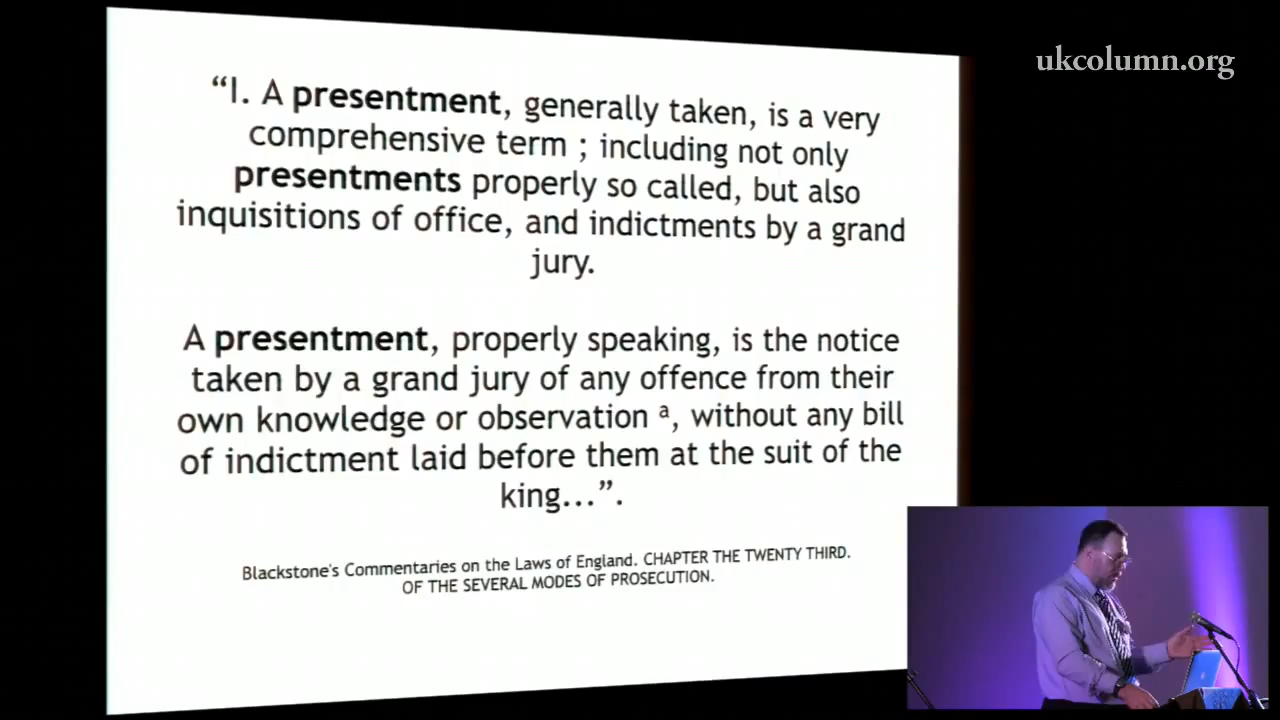 ukcolumn.org
“I. A presentment, generally taken, is a very
comprehensive term ; including not only
presentments properly so called, but also
inquisitions of office, and indictments by a grand
jury.
A presentment, properly speaking, is the notice
taken by a grand jury of any offence from their
own knowledge or observation ª, without any bill
of indictment laid before them at the suit of the
king...”.
Blackstone's Commentaries on the Laws of England. CHAPTER THE TWENTY THIRD.
OF THE SEVERAL MODES OF PROSECUTION.